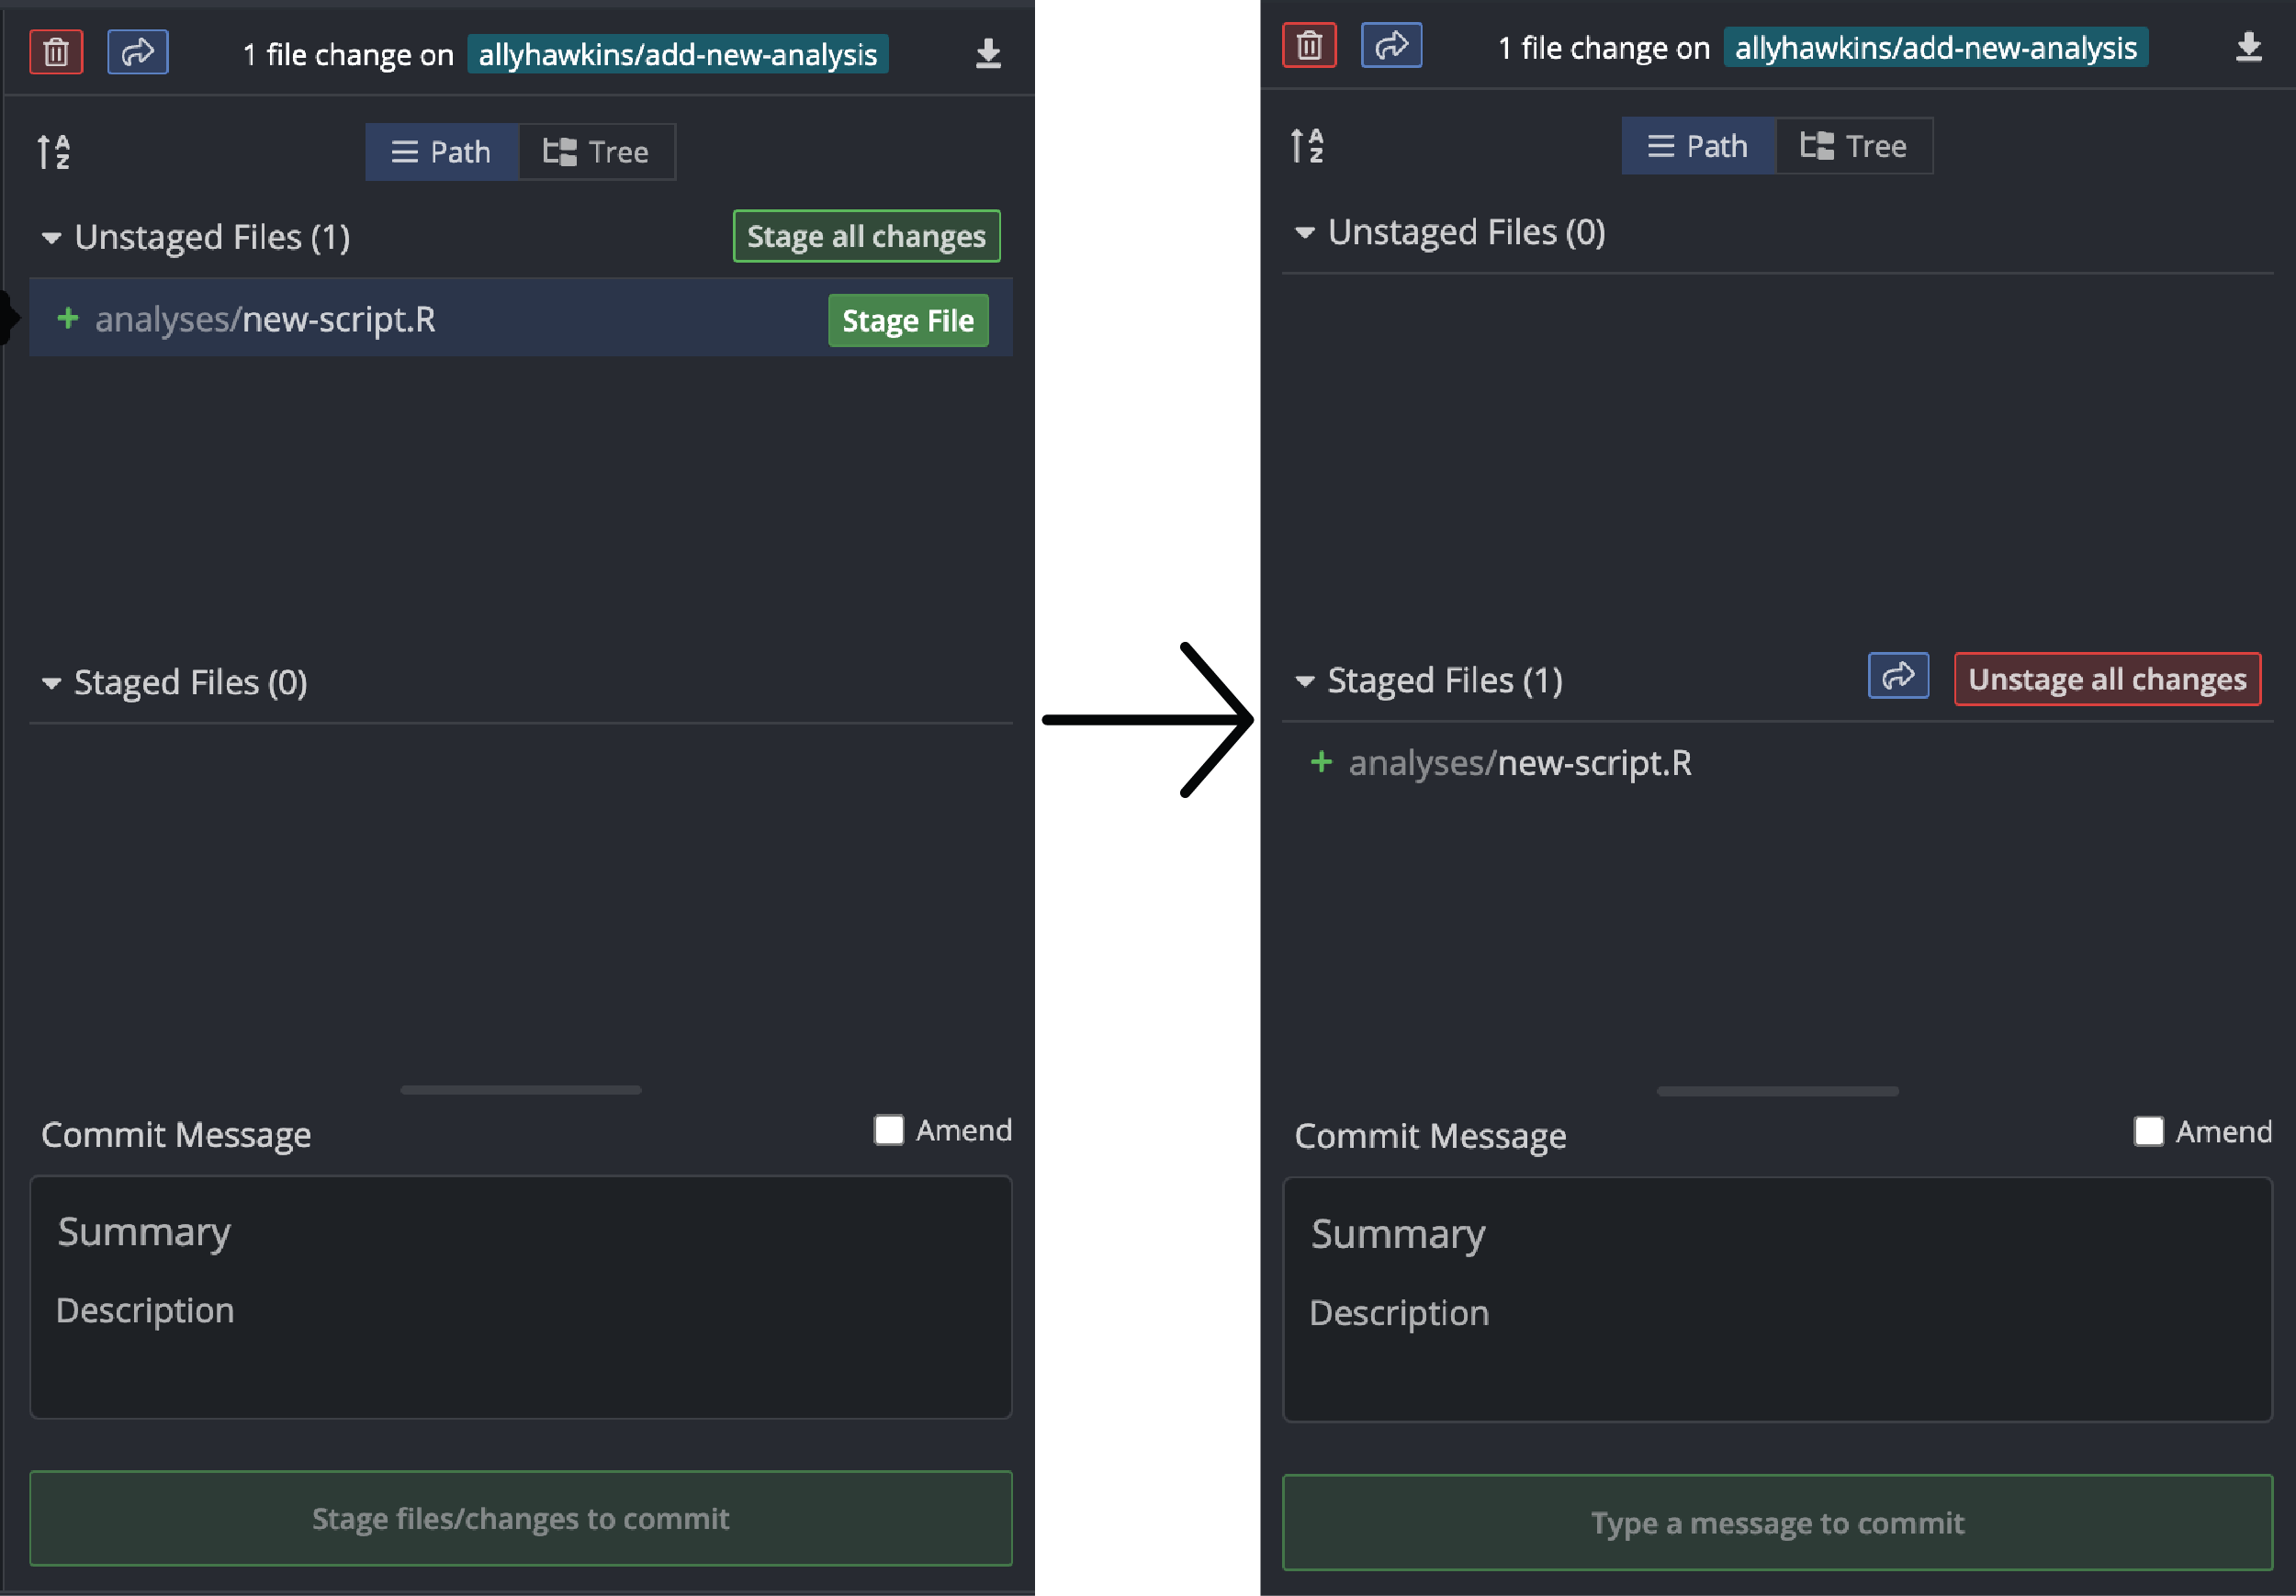 1 file change on allyhawkins/add-new-analysis
A
Z
Path
Tree
Unstaged Files (1)
Stage all changes
analyses/new-script.R
Stage File
Staged Files (0)
Commit Message
Amend
Summary
Description
Stage files/changes to commit
1 file change on allyhawkins/add-new-analysis
A
Z
Path
Tree
Unstaged Files (0)
Staged Files (1)
Unstage all changes
analyses/new-script.R
Commit Message
Amend
Summary
Description
Type a message to commit